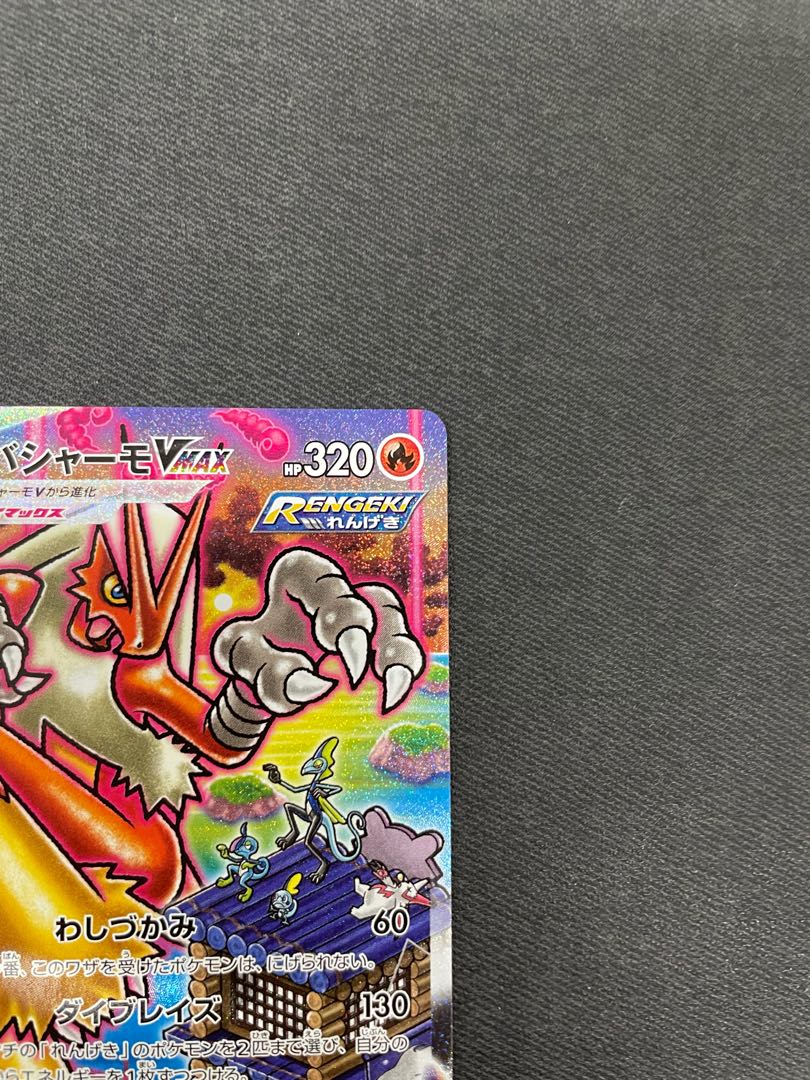 バシャーモVMAX HP320
ャーモVから進化
イマックス
RENGEKI
れんげき
わしづかみ 60
番、このワザを受けたポケモンは、にげられない。
ダイブレイズ 130
チの「れんげき」のポケモンを2匹まで選び、自分の
らエネルギーを1枚ずつつける。